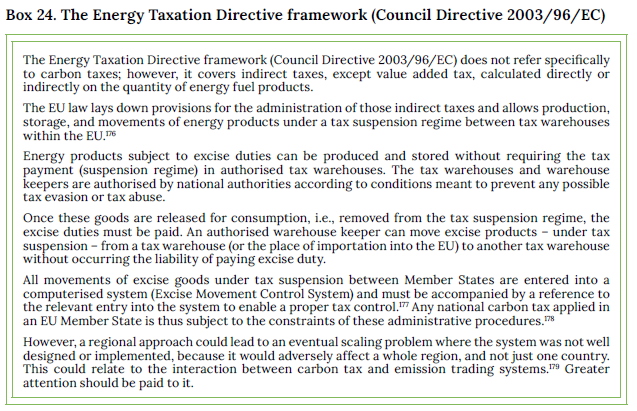 Box 24. The Energy Taxation Directive framework (Council Directive 2003/96/EC)
The Energy Taxation Directive framework (Council Directive 2003/96/EC) does not refer specifically
to carbon taxes; however, it covers indirect taxes, except value added tax, calculated directly or
indirectly on the quantity of energy fuel products.
The EU law lays down provisions for the administration of those indirect taxes and allows production,
storage, and movements of energy products under a tax suspension regime between tax warehouses
within the EU.¹⁷⁶
Energy products subject to excise duties can be produced and stored without requiring the tax
payment (suspension regime) in authorised tax warehouses. The tax warehouses and warehouse
keepers are authorised by national authorities according to conditions meant to prevent any possible
tax evasion or tax abuse.
Once these goods are released for consumption, i.e., removed from the tax suspension regime, the
excise duties must be paid. An authorised warehouse keeper can move excise products – under tax
suspension – from a tax warehouse (or the place of importation into the EU) to another tax warehouse
without occurring the liability of paying excise duty.
All movements of excise goods under tax suspension between Member States are entered into a
computerised system (Excise Movement Control System) and must be accompanied by a reference to
the relevant entry into the system to enable a proper tax control.¹⁷⁷ Any national carbon tax applied in
an EU Member State is thus subject to the constraints of these administrative procedures.¹⁷⁸
However, a regional approach could lead to an eventual scaling problem where the system was not well
designed or implemented, because it would adversely affect a whole region, and not just one country.
This could relate to the interaction between carbon tax and emission trading systems.¹⁷⁹ Greater
attention should be paid to it.